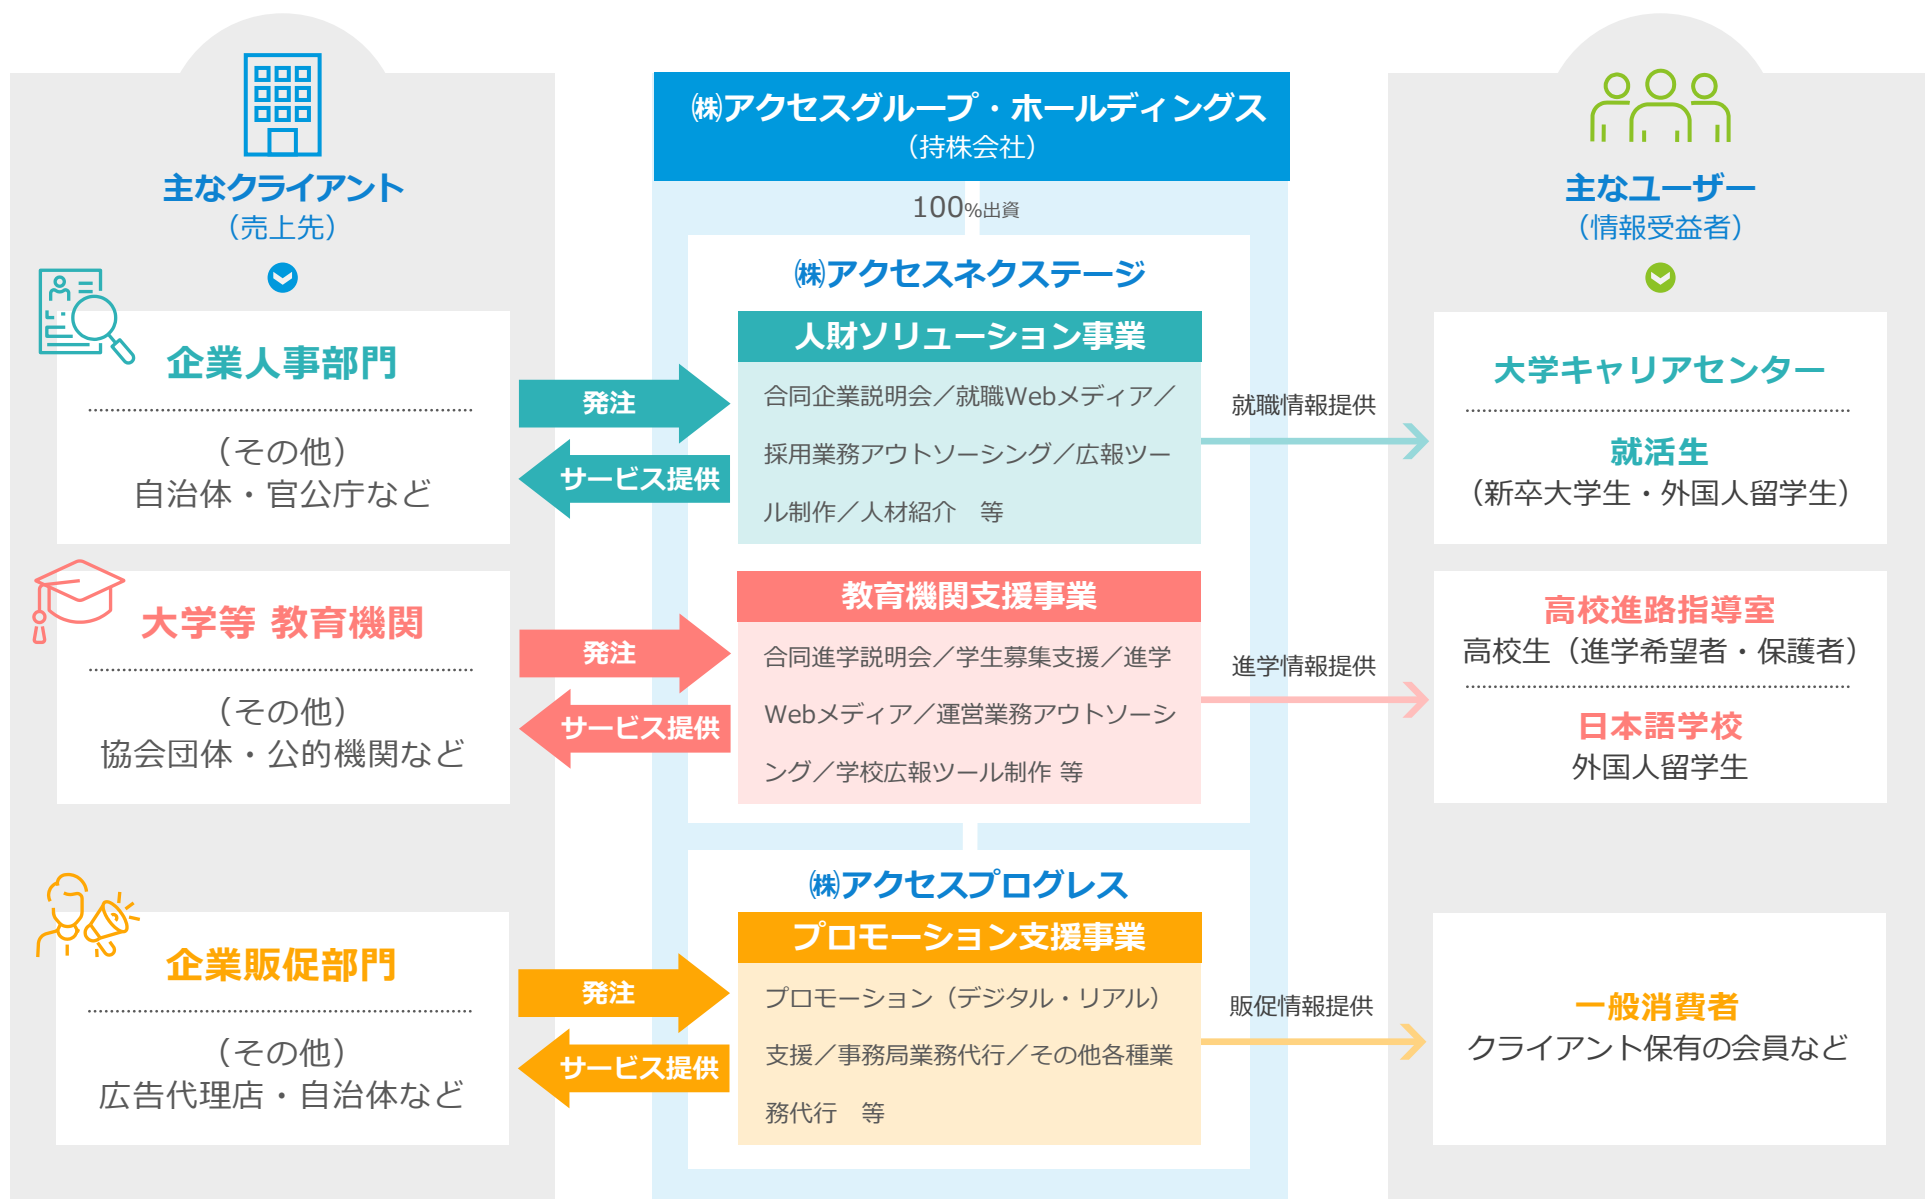 主なクライアント
（売上先）
企業人事部門
（その他）
自治体・官公庁など
大学等 教育機関
（その他）
協会団体・公的機関など
企業販促部門
（その他）
広告代理店・自治体など
発注
サービス提供
発注
サービス提供
発注
サービス提供
㈱アクセスグループ・ホールディングス
（持株会社）
100%出資
㈱アクセスネクステージ
人財ソリューション事業
合同企業説明会／就職Webメディア／
採用業務アウトソーシング／広報ツー
ル制作／人材紹介　等
教育機関支援事業
合同進学説明会／学生募集支援／進学
Webメディア／運営業務アウトソーシ
ング／学校広報ツール制作 等
㈱アクセスプログレス
プロモーション支援事業
プロモーション（デジタル・リアル）
支援／事務局業務代行／その他各種業
務代行　等
就職情報提供
進学情報提供
販促情報提供
主なユーザー
（情報受益者）
大学キャリアセンター
就活生
（新卒大学生・外国人留学生）
高校進路指導室
高校生（進学希望者・保護者）
日本語学校
外国人留学生
一般消費者
クライアント保有の会員など